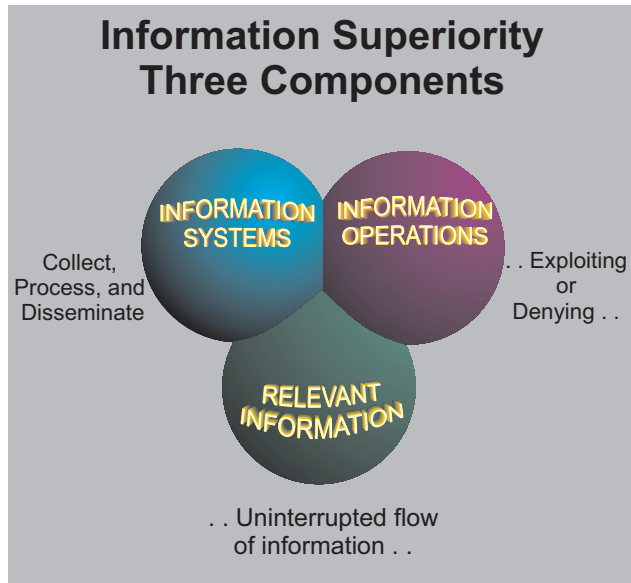 Information Superiority
Three Components
INFORMATION
SYSTEMS
INFORMATION
OPERATIONS
Collect,
Process, and
Disseminate
. . Exploiting
or
Denying . .
RELEVANT
INFORMATION
. . Uninterrupted flow
of information . .